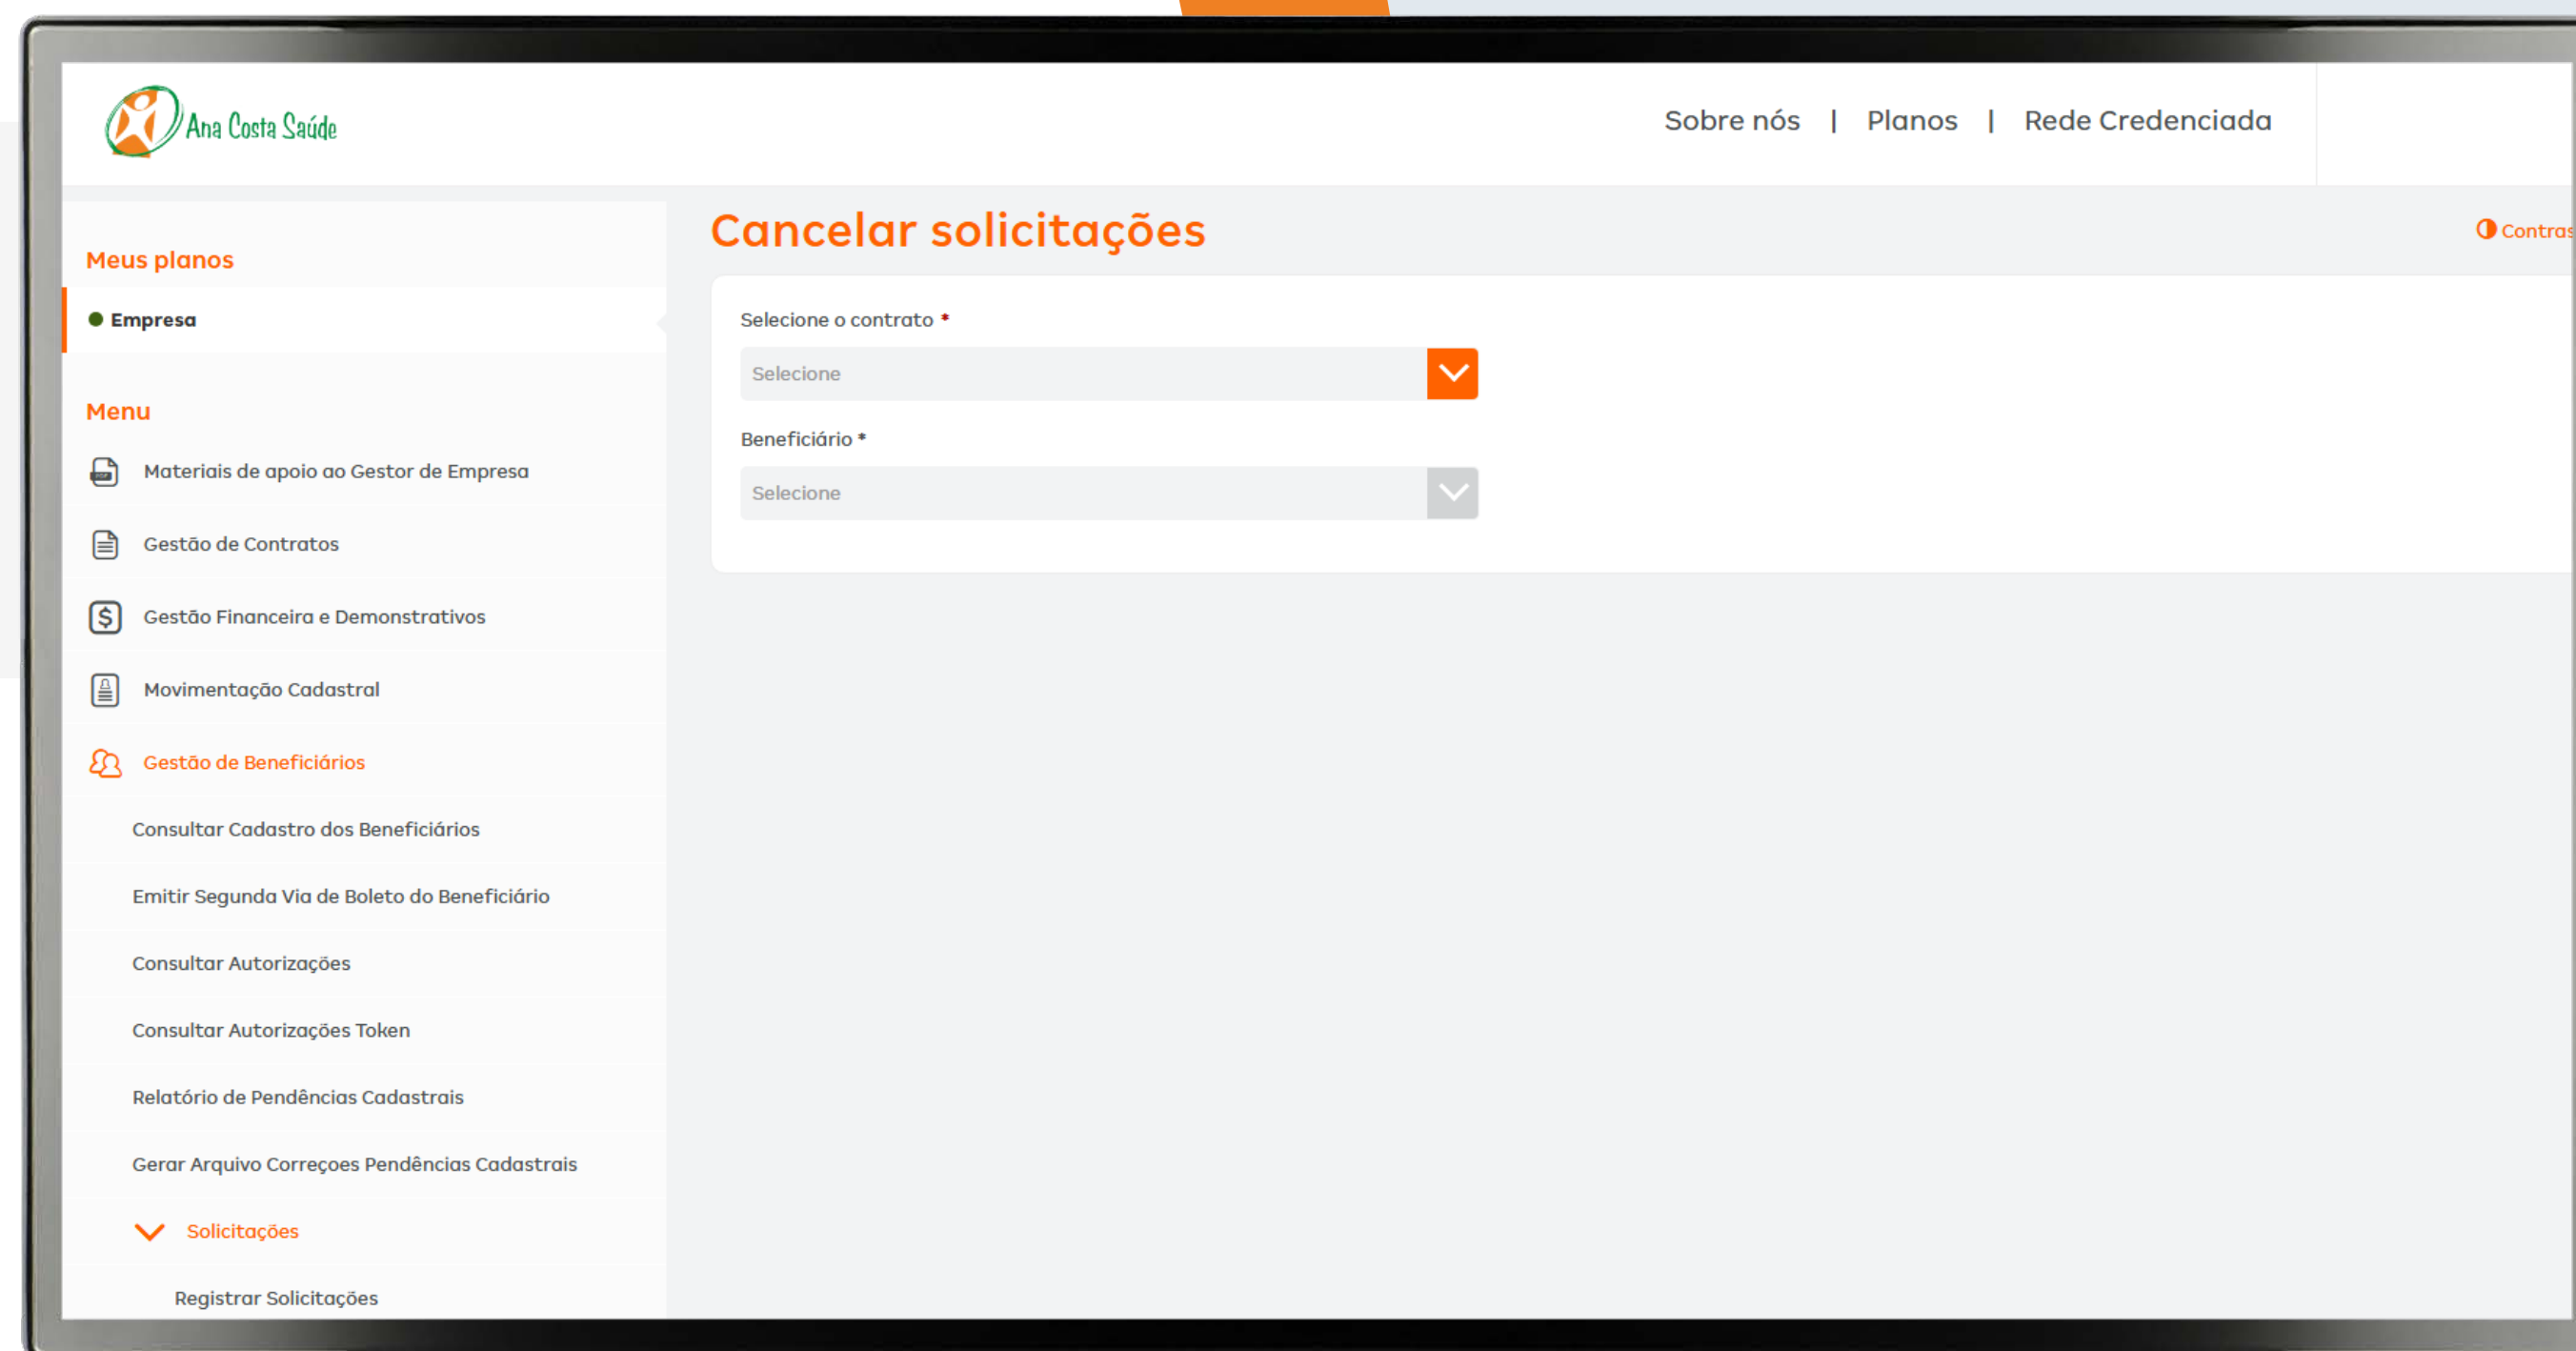 Ana Costa Saúde
Sobre nós | Planos | Rede Credenciada
Meus planos
Empresa
Menu
PDF
Materiais de apoio ao Gestor de Empresa
Gestão de Contratos
Gestão Financeira e Demonstrativos
Movimentação Cadastral
Gestão de Beneficiários
Consultar Cadastro dos Beneficiários
Emitir Segunda Via de Boleto do Beneficiário
Consultar Autorizações
Consultar Autorizações Token
Relatório de Pendências Cadastrais
Gerar Arquivo Correçoes Pendências Cadastrais
Solicitações
Registrar Solicitações
Cancelar solicitações
Contras
Selecione o contrato *
Selecione
Beneficiário *
Selecione